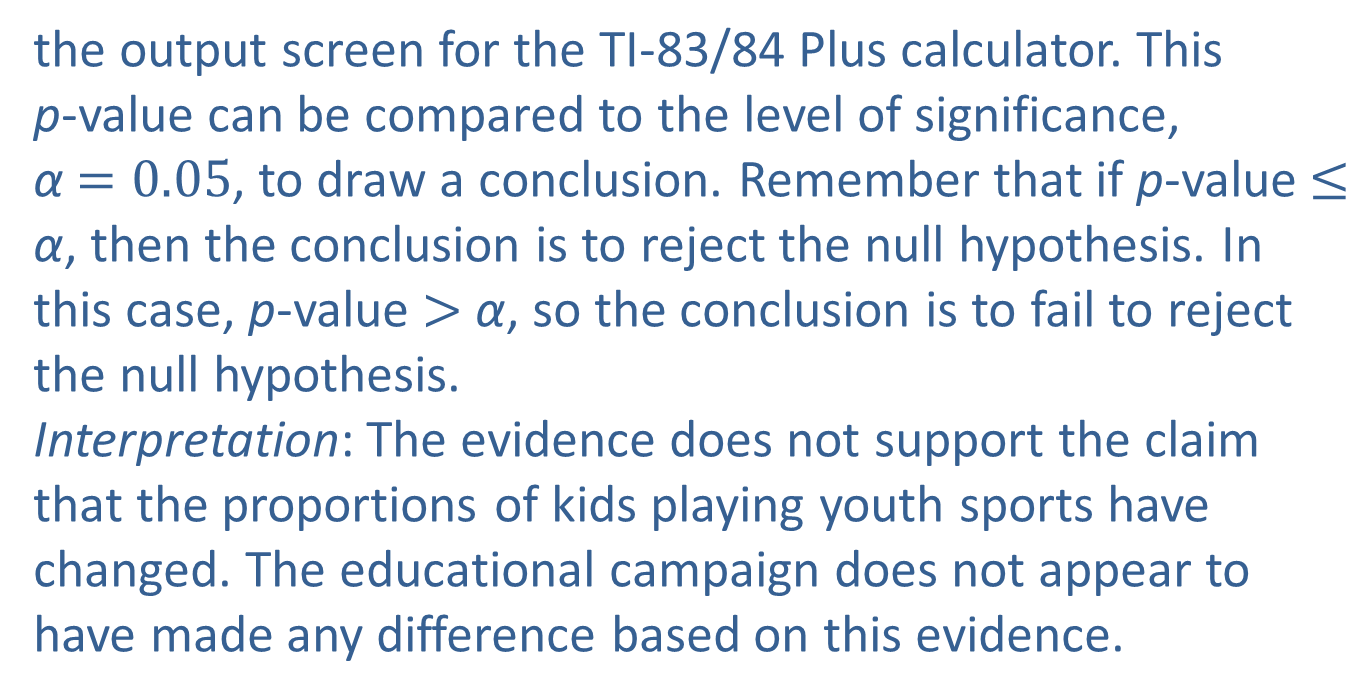 the output screen for the TI-83/84 Plus calculator. This
p-value can be compared to the level of significance,
α = 0.05, to draw a conclusion. Remember that if p-value ≤
α, then the conclusion is to reject the null hypothesis. In
this case, p-value > α, so the conclusion is to fail to reject
the null hypothesis.
Interpretation: The evidence does not support the claim
that the proportions of kids playing youth sports have
changed. The educational campaign does not appear to
have made any difference based on this evidence.